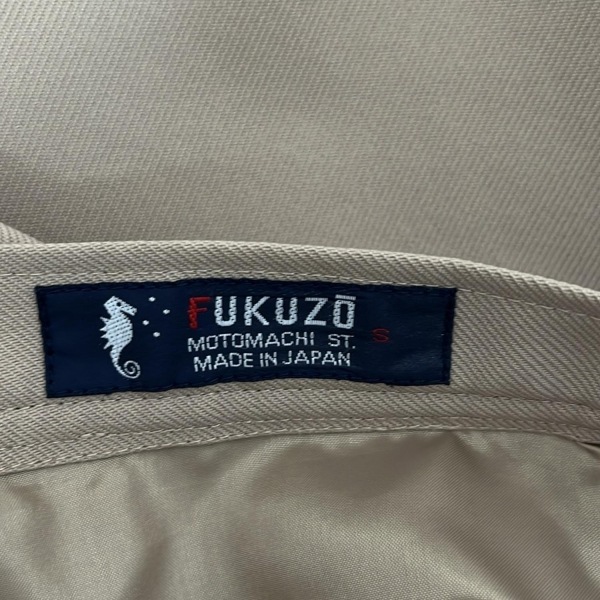 FUKUZŌ
MOTOMACHI ST.
MADE IN JAPAN
S